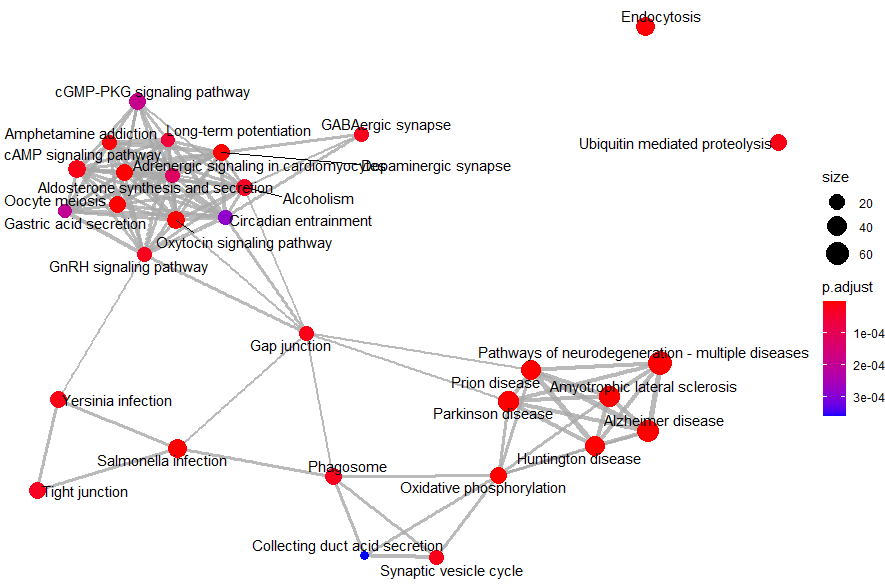 Endocytosis
cGMP-PKG signaling pathway
GABAergic synapse
Amphetamine addiction
Long-term potentiation
Ubiquitin mediated proteolysis
cAMP signaling pathway
Adrenergic signaling in cardiomyocytes
Dopaminergic synapse
Aldosterone synthesis and secretion
Alcoholism
Oocyte meiosis
Gastric acid secretion
Circadian entrainment
Oxytocin signaling pathway
GnRH signaling pathway
Gap junction
Pathways of neurodegeneration - multiple diseases
Prion disease
Amyotrophic lateral sclerosis
Parkinson disease
Alzheimer disease
Yersinia infection
Salmonella infection
Huntington disease
Phagosome
Tight junction
Oxidative phosphorylation
Collecting duct acid secretion
Synaptic vesicle cycle
size
20
40
60
p.adjust
1e-04
2e-04
3e-04